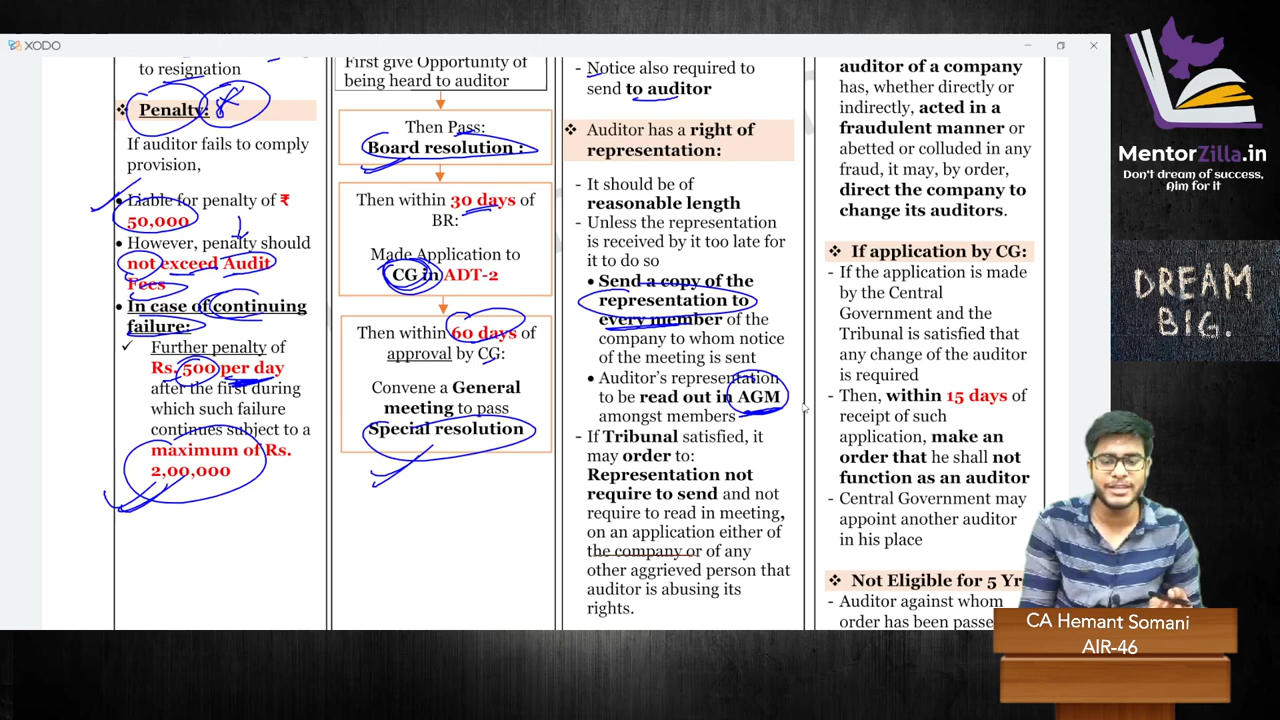 XODO
to resignation
❖ Penalty:
If auditor fails to comply
provision,
• Liable for penalty of ₹
50,000
• However, penalty should
not exceed Audit
Fees
• In case of continuing
failure:
✓ Further penalty of
Rs. 500 per day
after the first during
which such failure
continues subject to a
maximum of Rs.
2,00,000
First give Opportunity of
being heard to auditor
Then Pass:
Board resolution :
Then within 30 days of
BR:
Made Application to
CG in ADT-2
Then within 60 days of
approval by CG:
Convene a General
meeting to pass
Special resolution
- Notice also required to
send to auditor
❖ Auditor has a right of
representation:
- It should be of
reasonable length
- Unless the representation
is received by it too late for
it to do so
• Send a copy of the
representation to
every member of the
company to whom notice
of the meeting is sent
• Auditor's representation
to be read out in AGM
amongst members
- If Tribunal satisfied, it
may order to:
Representation not
require to send and not
require to read in meeting,
on an application either of
the company or of any
other aggrieved person that
auditor is abusing its
rights.
auditor of a company
has, whether directly or
indirectly, acted in a
fraudulent manner or
abetted or colluded in any
fraud, it may, by order,
direct the company to
change its auditors.
❖ If application by CG:
- If the application is made
by the Central
Government and the
Tribunal is satisfied that
any change of the auditor
is required
- Then, within 15 days of
receipt of such
application, make an
order that he shall not
function as an auditor
- Central Government may
appoint another auditor
in his place
❖ Not Eligible for 5 Yr
- Auditor against whom
order has been passe
MentorZilla.in
Don't dream of success,
Aim for it
DREAM
BIG.
CA Hemant Somani
AIR-46